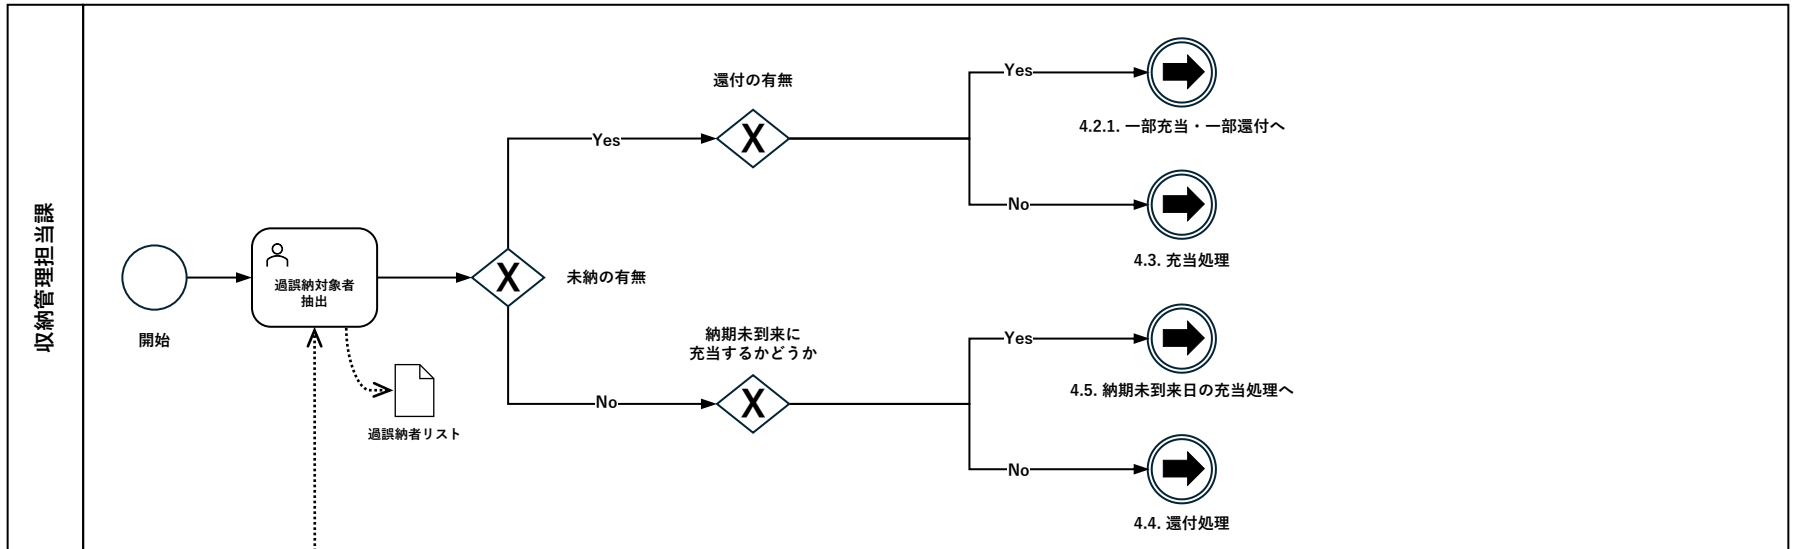 収納管理担当課
開始
過誤納対象者
抽出
過誤納者リスト
X
未納の有無
Yes
No
還付の有無
X
Yes
4.2.1. 一部充当・一部還付へ
No
4.3. 充当処理
納期未到来に
充当するかどうか
X
Yes
4.5. 納期未到来日の充当処理へ
No
4.4. 還付処理